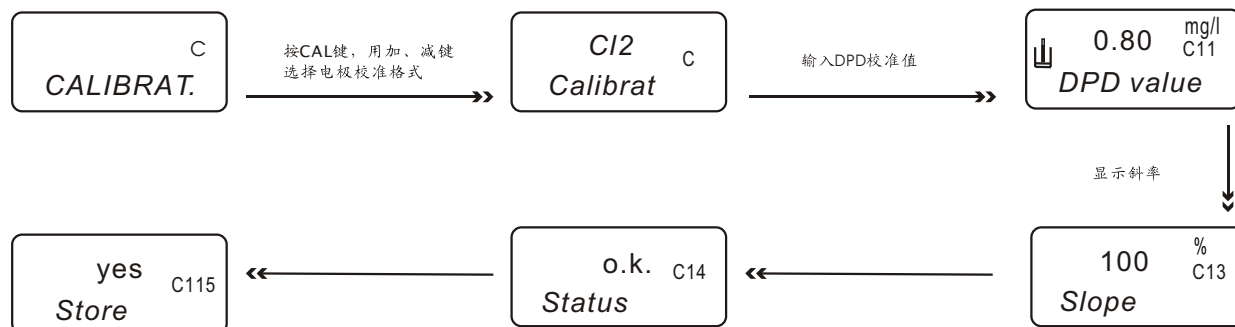 C
CALIBRAT.
按CAL键，用加、减键
选择电极校准格式
Cl2
C
Calibrat
输入DPD校准值
0.80 mg/l
C11
DPD value
显示斜率
100 %
C13
Slope
o.k. C14
Status
yes C115
Store